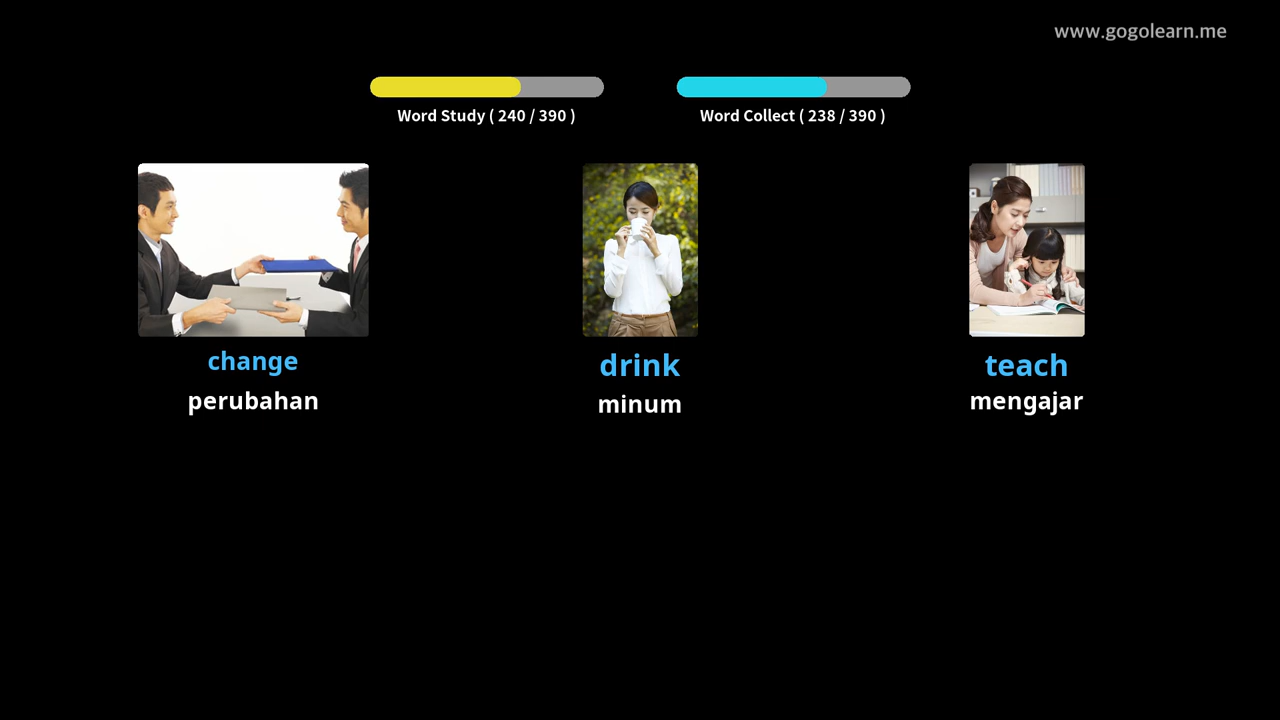 www.gogolearn.me
Word Study ( 240 / 390 )
Word Collect ( 238 / 390 )
change
drink
teach
perubahan
minum
mengajar